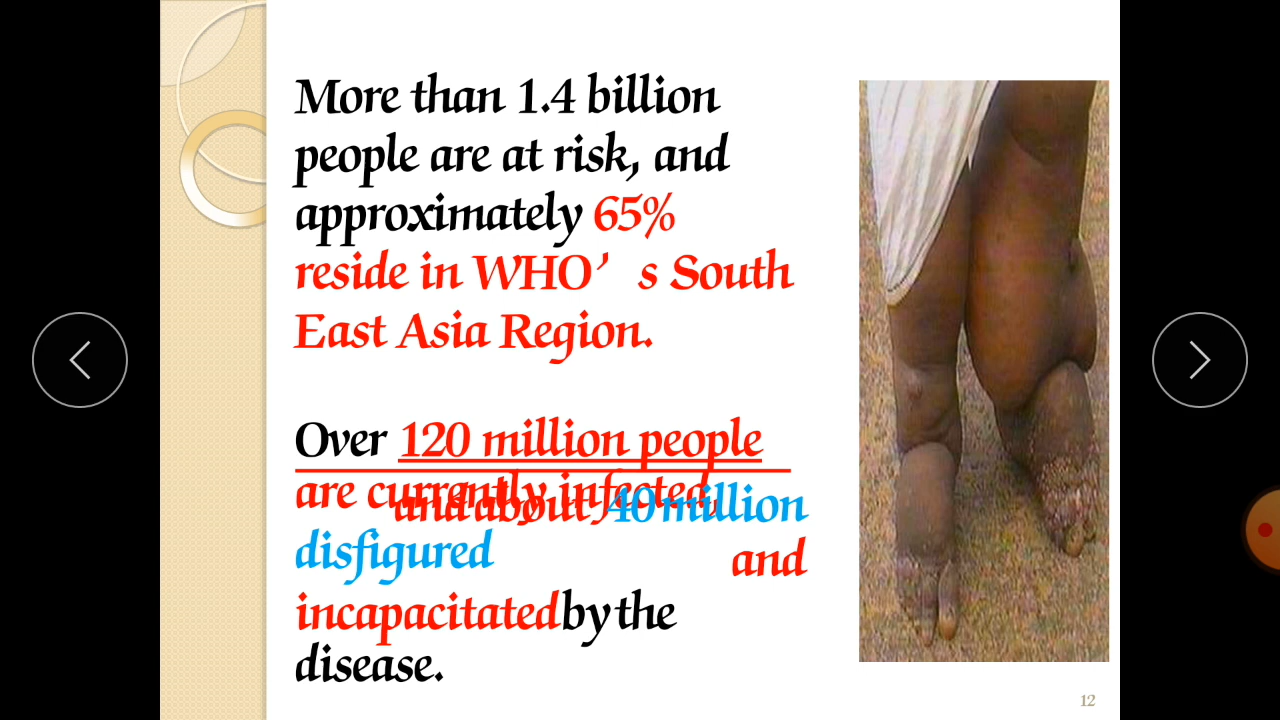 More than 1.4 billion
people are at risk, and
approximately 65%
reside in WHO’ s South
East Asia Region.
Over 120 million people
are currently infected,
and about 40 million
disfigured and
incapacitated by the
disease.
12